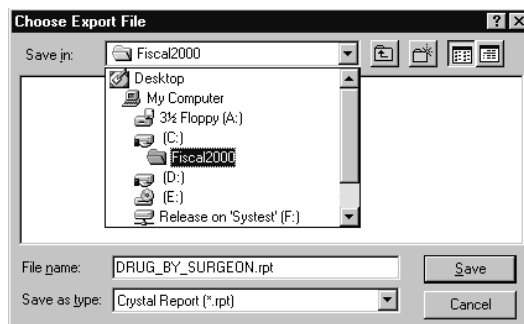 Choose Export File
Save in: Fiscal2000
Desktop
My Computer
3½ Floppy (A:)
(C:)
Fiscal2000
(D:)
(E:)
Release on 'Systest' (F:)
File name: DRUG_BY_SURGEON.rpt Save
Save as type: Crystal Report (*.rpt) Cancel